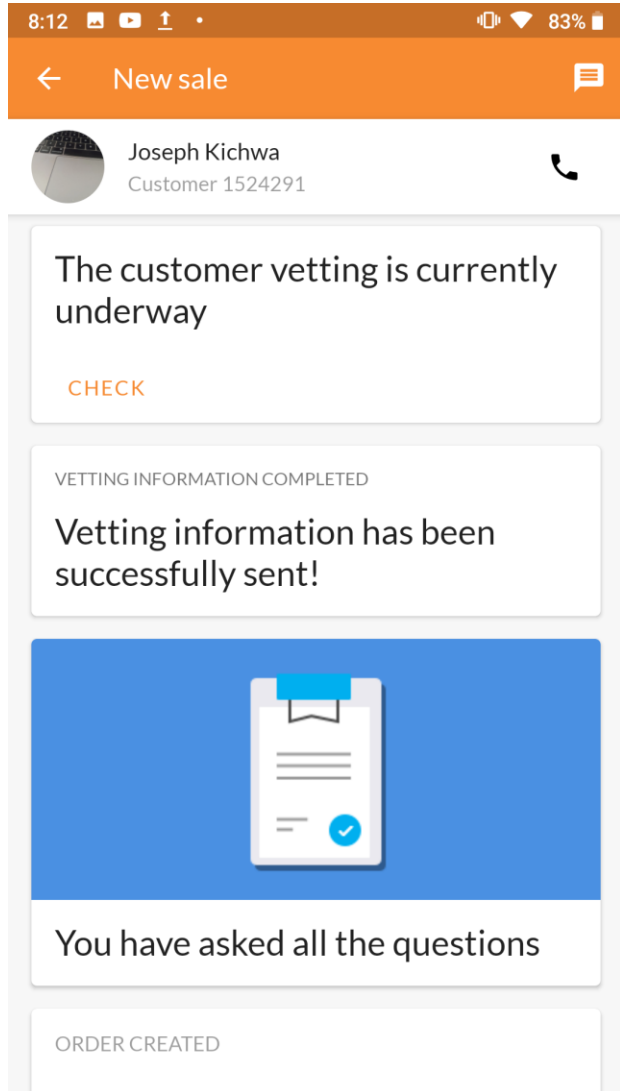 8:12
83%
New sale
Joseph Kichwa
Customer 1524291
The customer vetting is currently
underway
CHECK
VETTING INFORMATION COMPLETED
Vetting information has been
successfully sent!
You have asked all the questions
ORDER CREATED